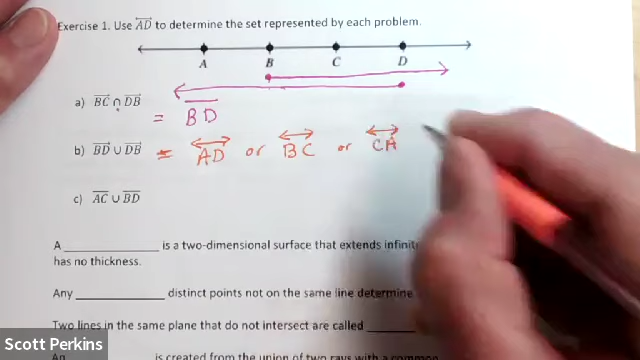 Exercise 1. Use AD to determine the set represented by each problem.
A B C D
a) BC ∩ DB
= BD
b) BD ∪ DB = AD or BC or CA
c) AC ∪ BD
A ______________ is a two-dimensional surface that extends
has no thickness.
Any ______________ distinct points not on the same line determine
Two lines in the same plane that do not intersect are called ________
An ______________ is created from the union of two rays with a common
Scott Perkins